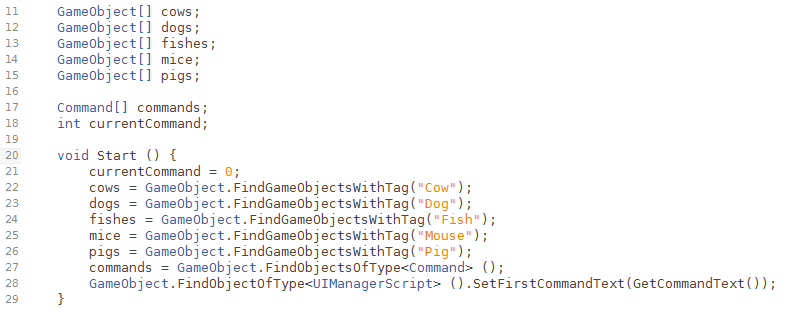 11 GameObject[] cows;
12 GameObject[] dogs;
13 GameObject[] fishes;
14 GameObject[] mice;
15 GameObject[] pigs;
16
17 Command[] commands;
18 int currentCommand;
19
20 void Start () {
21 currentCommand = 0;
22 cows = GameObject.FindGameObjectsWithTag("Cow");
23 dogs = GameObject.FindGameObjectsWithTag("Dog");
24 fishes = GameObject.FindGameObjectsWithTag("Fish");
25 mice = GameObject.FindGameObjectsWithTag("Mouse");
26 pigs = GameObject.FindGameObjectsWithTag("Pig");
27 commands = GameObject.FindObjectsOfType<Command> ();
28 GameObject.FindObjectOfType<UIManagerScript> ().SetFirstCommandText(GetCommandText());
29 }